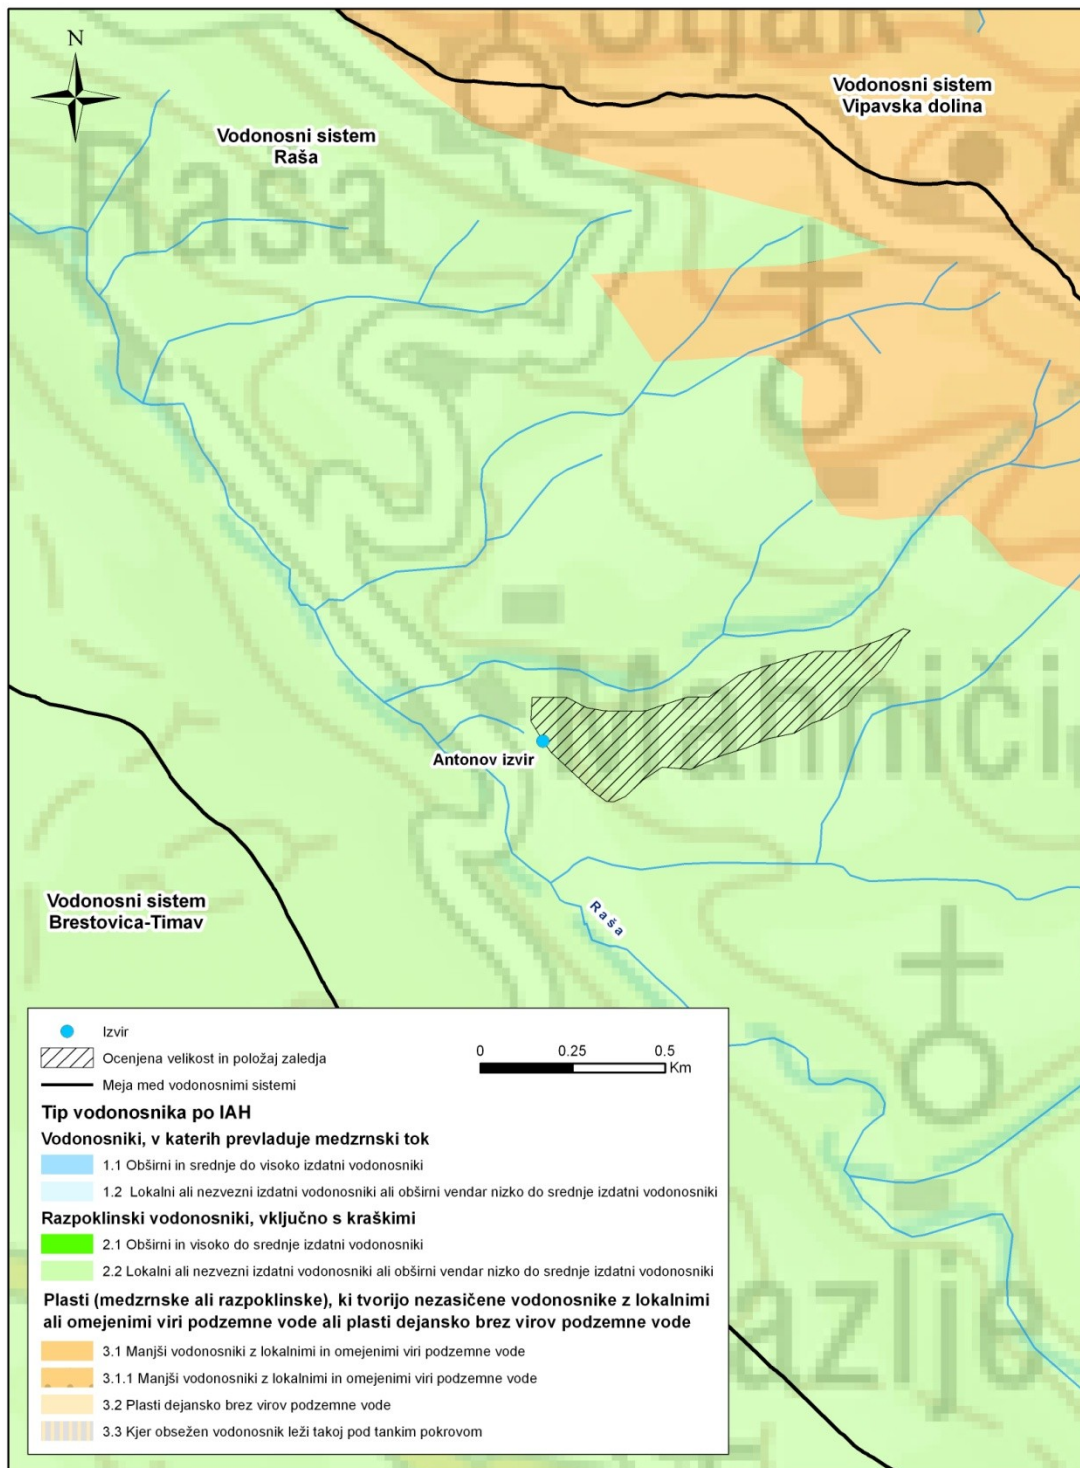 N
Vodonosni sistem
Vipavska dolina
Vodonosni sistem
Raša
Raša
Mahniči
Antonov izvir
Vodonosni sistem
Brestovica-Timav
Raša
Izvir
Ocenjena velikost in položaj zaledja
Meja med vodonosnimi sistemi
0 0.25 0.5
Km
Tip vodonosnika po IAH
Vodonosniki, v katerih prevladuje medzrnski tok
1.1 Obširni in srednje do visoko izdatni vodonosniki
1.2 Lokalni ali nezvezni izdatni vodonosniki ali obširni vendar nizko do srednje izdatni vodonosniki
Razpoklinski vodonosniki, vključno s kraškimi
2.1 Obširni in visoko do srednje izdatni vodonosniki
2.2 Lokalni ali nezvezni izdatni vodonosniki ali obširni vendar nizko do srednje izdatni vodonosniki
Plasti (medzrnske ali razpoklinske), ki tvorijo nezasičene vodonosnike z lokalnimi
ali omejenimi viri podzemne vode ali plasti dejansko brez virov podzemne vode
3.1 Manjši vodonosniki z lokalnimi in omejenimi viri podzemne vode
3.1.1 Manjši vodonosniki z lokalnimi in omejenimi viri podzemne vode
3.2 Plasti dejansko brez virov podzemne vode
3.3 Kjer obsežen vodonosnik leži takoj pod tankim pokrovom